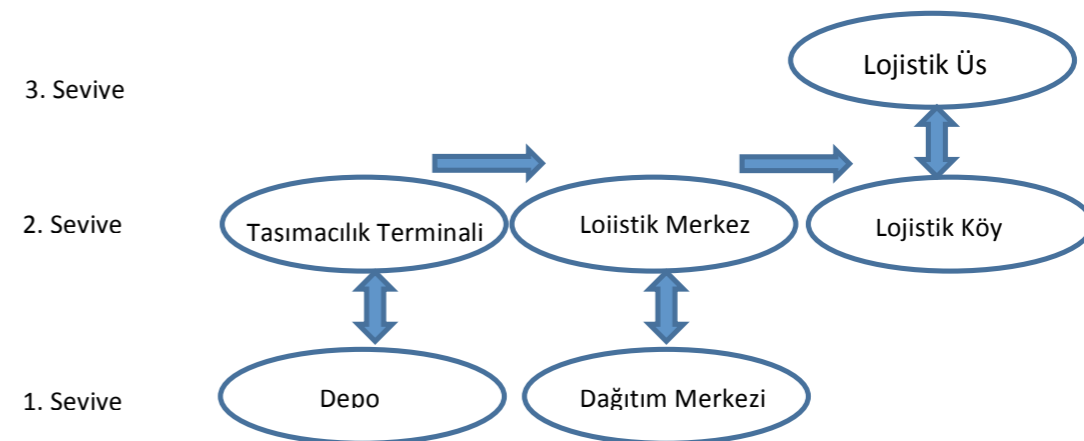 Lojistik Üs
3. Seviye
2. Seviye
Taşımacılık Terminali
Lojistik Merkez
Lojistik Köy
1. Seviye
Depo
Dağıtım Merkezi